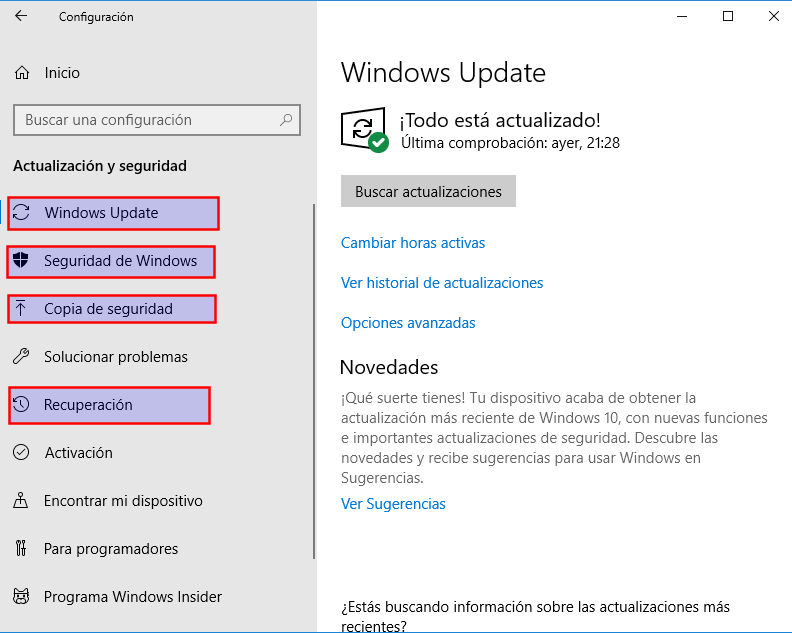 Configuración
Inicio
Buscar una configuración
Actualización y seguridad
Windows Update
Seguridad de Windows
Copia de seguridad
Solucionar problemas
Recuperación
Activación
Encontrar mi dispositivo
Para programadores
Programa Windows Insider
Windows Update
¡Todo está actualizado!
Última comprobación: ayer, 21:28
Buscar actualizaciones
Cambiar horas activas
Ver historial de actualizaciones
Opciones avanzadas
Novedades
¡Qué suerte tienes! Tu dispositivo acaba de obtener la
actualización más reciente de Windows 10, con nuevas funciones
e importantes actualizaciones de seguridad. Descubre las
novedades y recibe sugerencias para usar Windows en
Sugerencias.
Ver Sugerencias
¿Estás buscando información sobre las actualizaciones más
recientes?